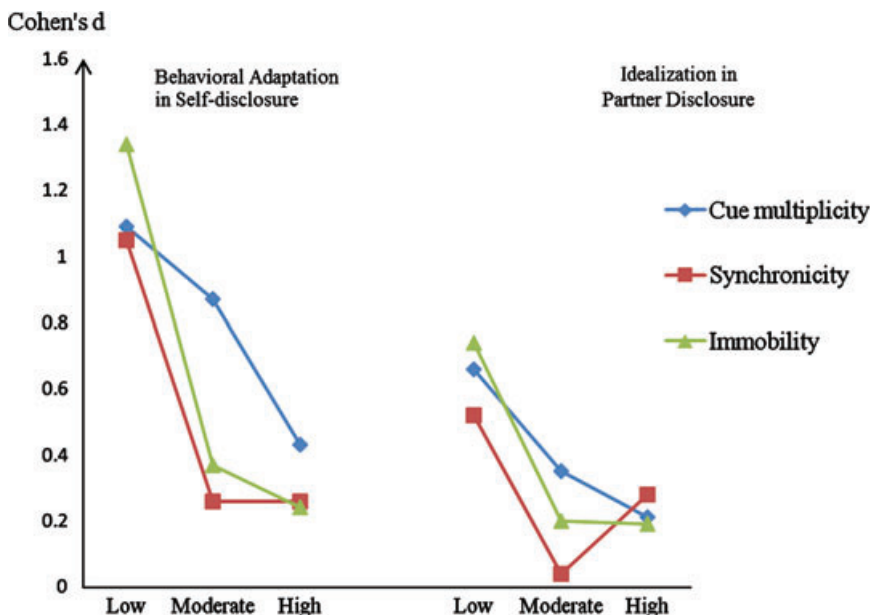 Cohen's d
1.6
1.4
1.2
1
0.8
0.6
0.4
0.2
0
Behavioral Adaptation
in Self-disclosure
Idealization in
Partner Disclosure
Cue multiplicity
Synchronicity
Immobility
Low Moderate High Low Moderate High